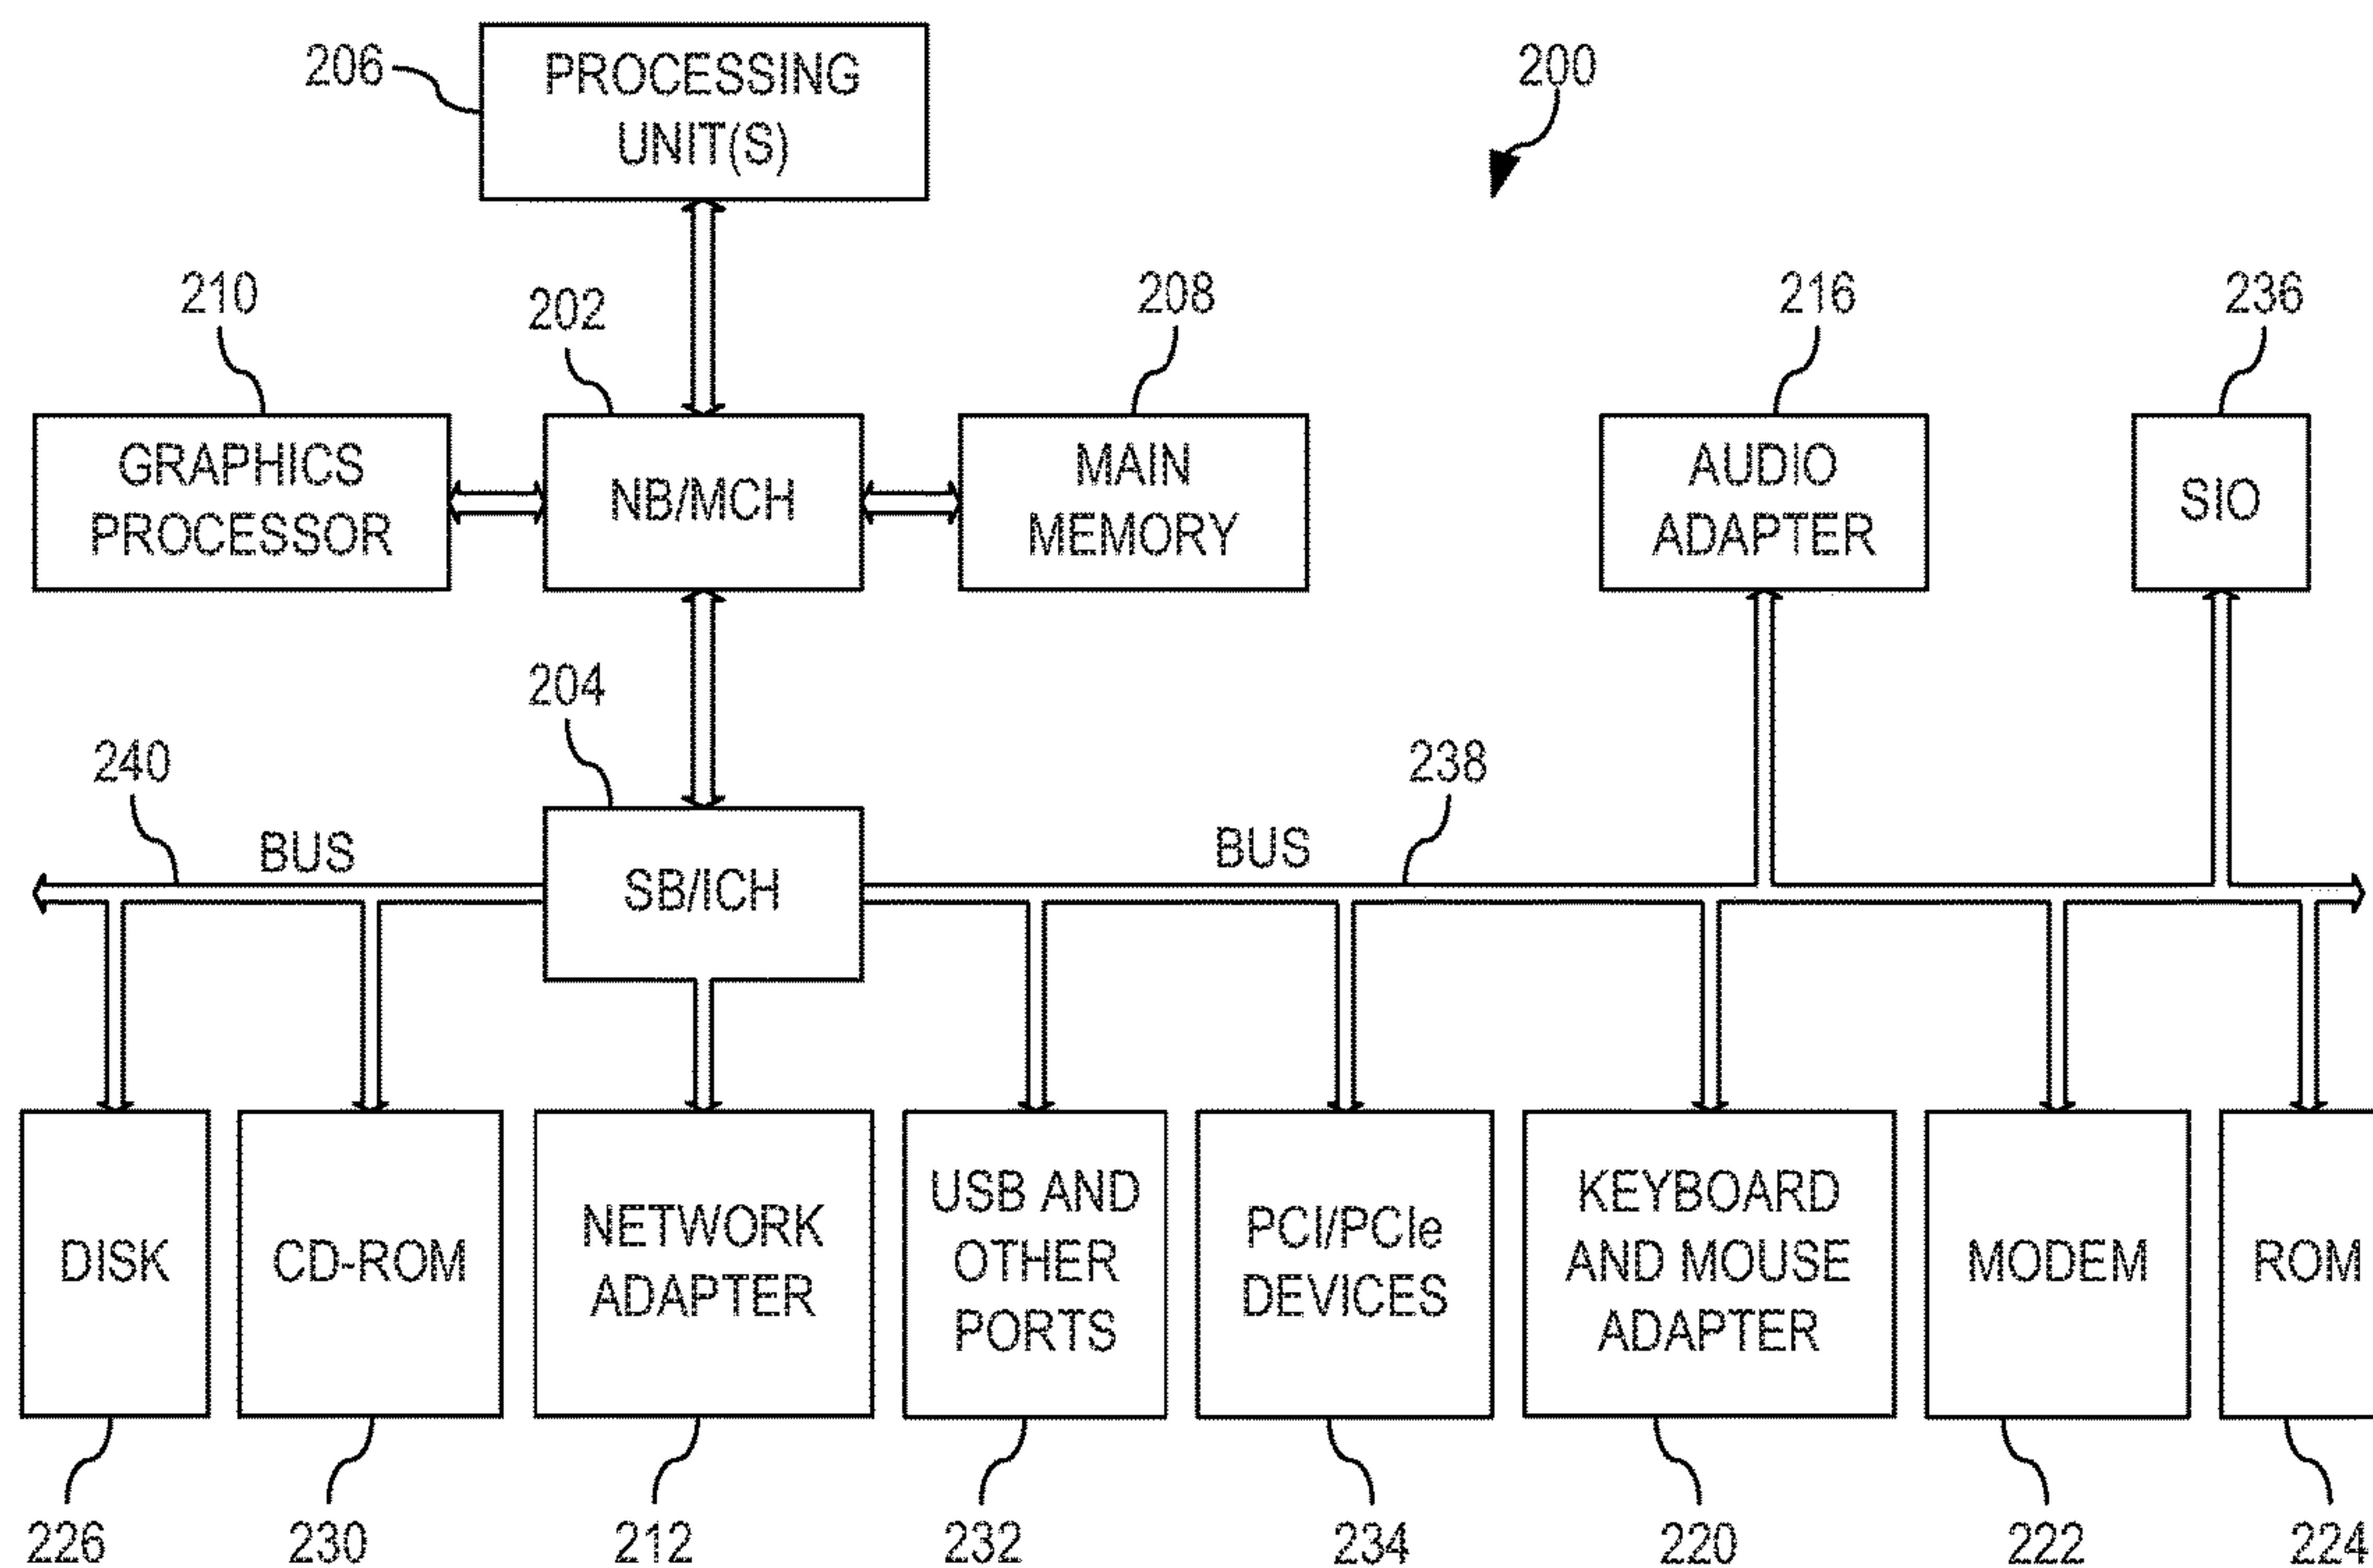 206
PROCESSING
UNIT(S)
200
210
202
208
216
236
GRAPHICS
PROCESSOR
NB/MCH
MAIN
MEMORY
AUDIO
ADAPTER
SIO
204
240
238
BUS
BUS
SB/ICH
DISK
CD-ROM
NETWORK
ADAPTER
USB AND
OTHER
PORTS
PCI/PCIe
DEVICES
KEYBOARD
AND MOUSE
ADAPTER
MODEM
ROM
226
230
212
232
234
220
222
224